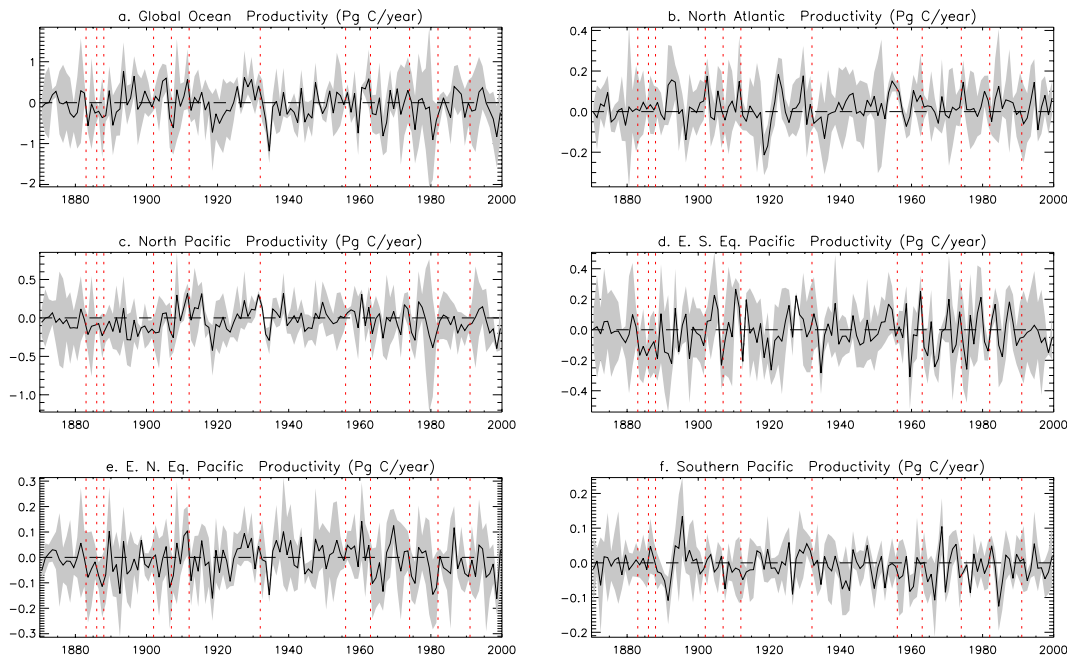 a. Global Ocean Productivity (Pg C/year)
1
0
−1
−2
1880 1900 1920 1940 1960 1980 2000
b. North Atlantic Productivity (Pg C/year)
0.4
0.2
0.0
−0.2
1880 1900 1920 1940 1960 1980 2000
c. North Pacific Productivity (Pg C/year)
0.5
0.0
−0.5
−1.0
1880 1900 1920 1940 1960 1980 2000
d. E. S. Eq. Pacific Productivity (Pg C/year)
0.4
0.2
0.0
−0.2
−0.4
1880 1900 1920 1940 1960 1980 2000
e. E. N. Eq. Pacific Productivity (Pg C/year)
0.3
0.2
0.1
0.0
−0.1
−0.2
−0.3
1880 1900 1920 1940 1960 1980 2000
f. Southern Pacific Productivity (Pg C/year)
0.2
0.1
0.0
−0.1
−0.2
1880 1900 1920 1940 1960 1980 2000